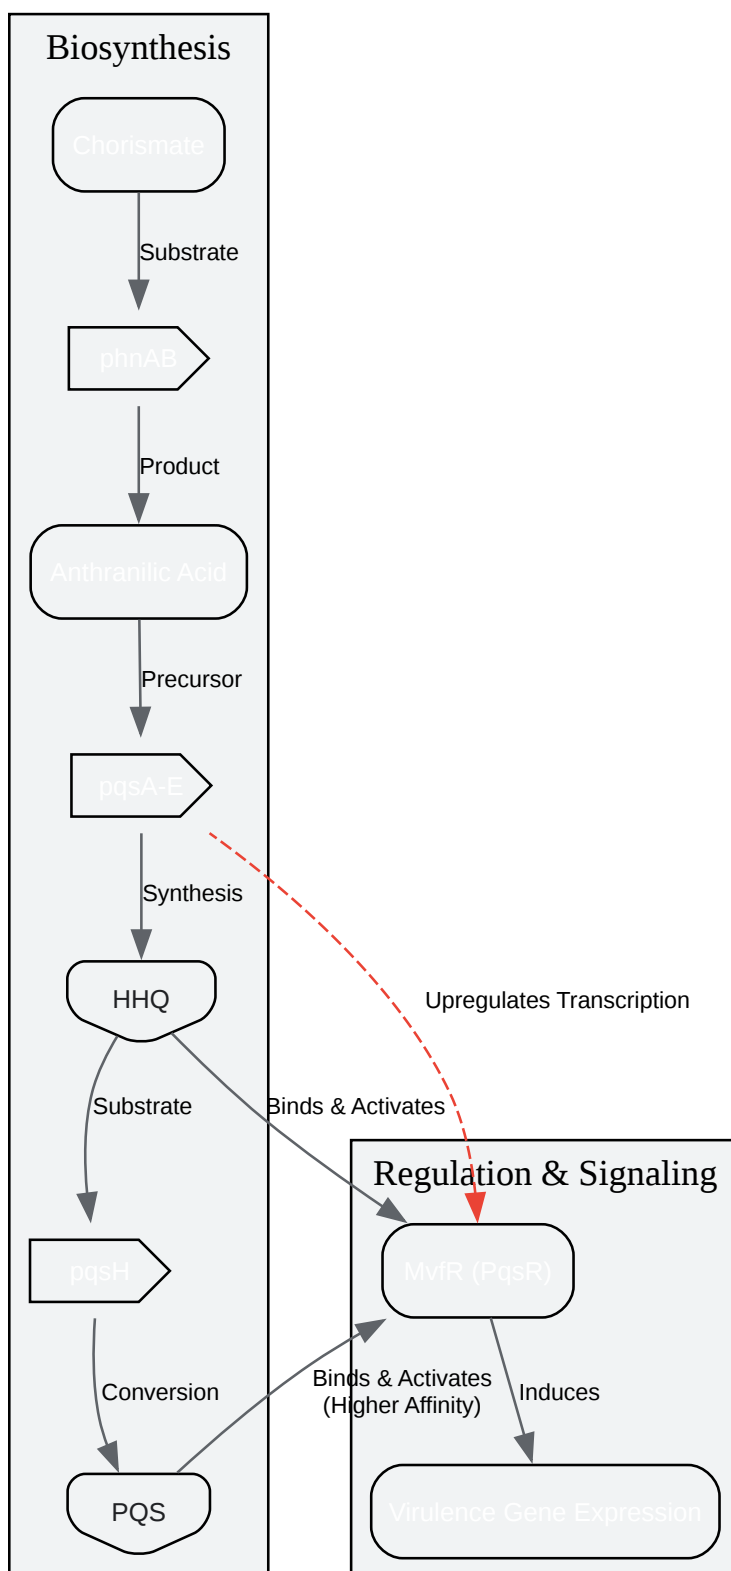 Biosynthesis
Chorismate
Substrate
phnAB
Product
Anthranilic Acid
Precursor
pqsA-E
Synthesis
HHQ
Upregulates Transcription
Substrate
Binds & Activates
Regulation & Signaling
pqsH
MvfR (PqsR)
Conversion
Binds & Activates
(Higher Affinity)
Induces
PQS
Virulence Gene Expression